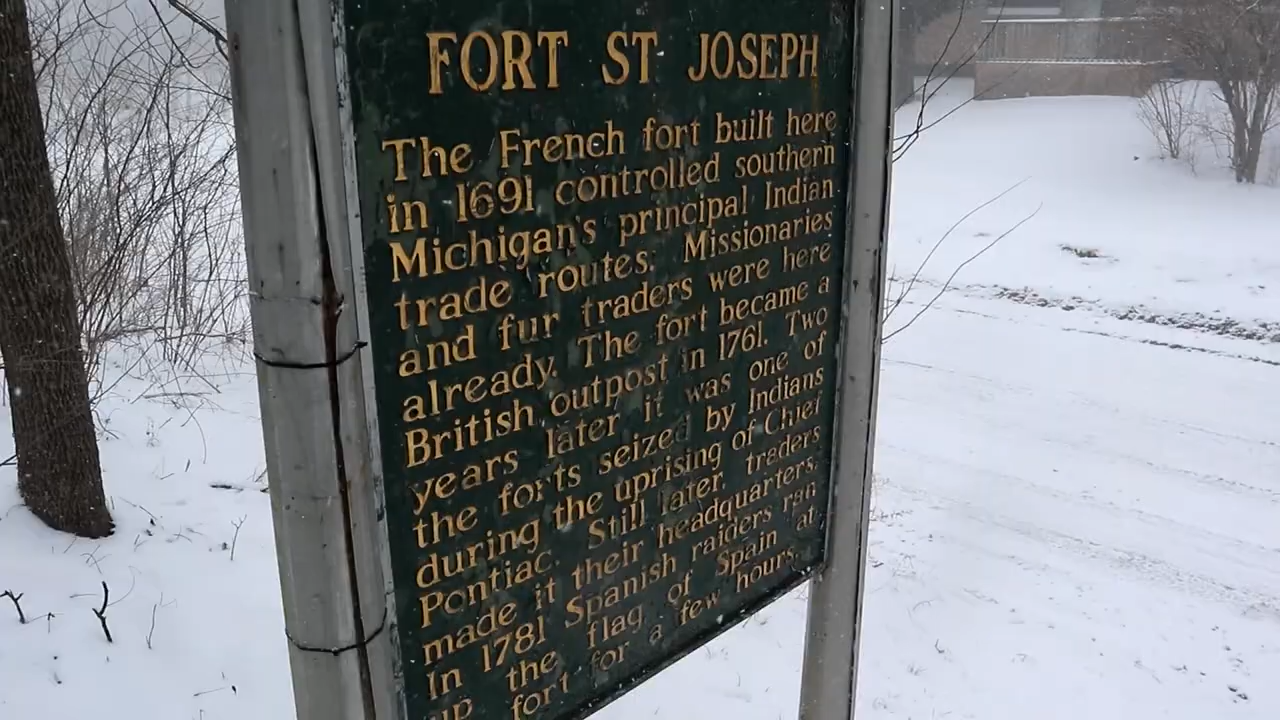 FORT ST JOSEPH
The French fort built here
in 1691 controlled southern
Michigan's principal Indian
trade routes. Missionaries
and fur traders were here
already. The fort became a
British outpost in 1761. Two
years later it was one of
the forts seized by Indians
during the uprising of Chief
Pontiac. Still later, traders
made it their headquarters.
In 1781 Spanish raiders ran
up the flag of Spain at
fort for a few hours.